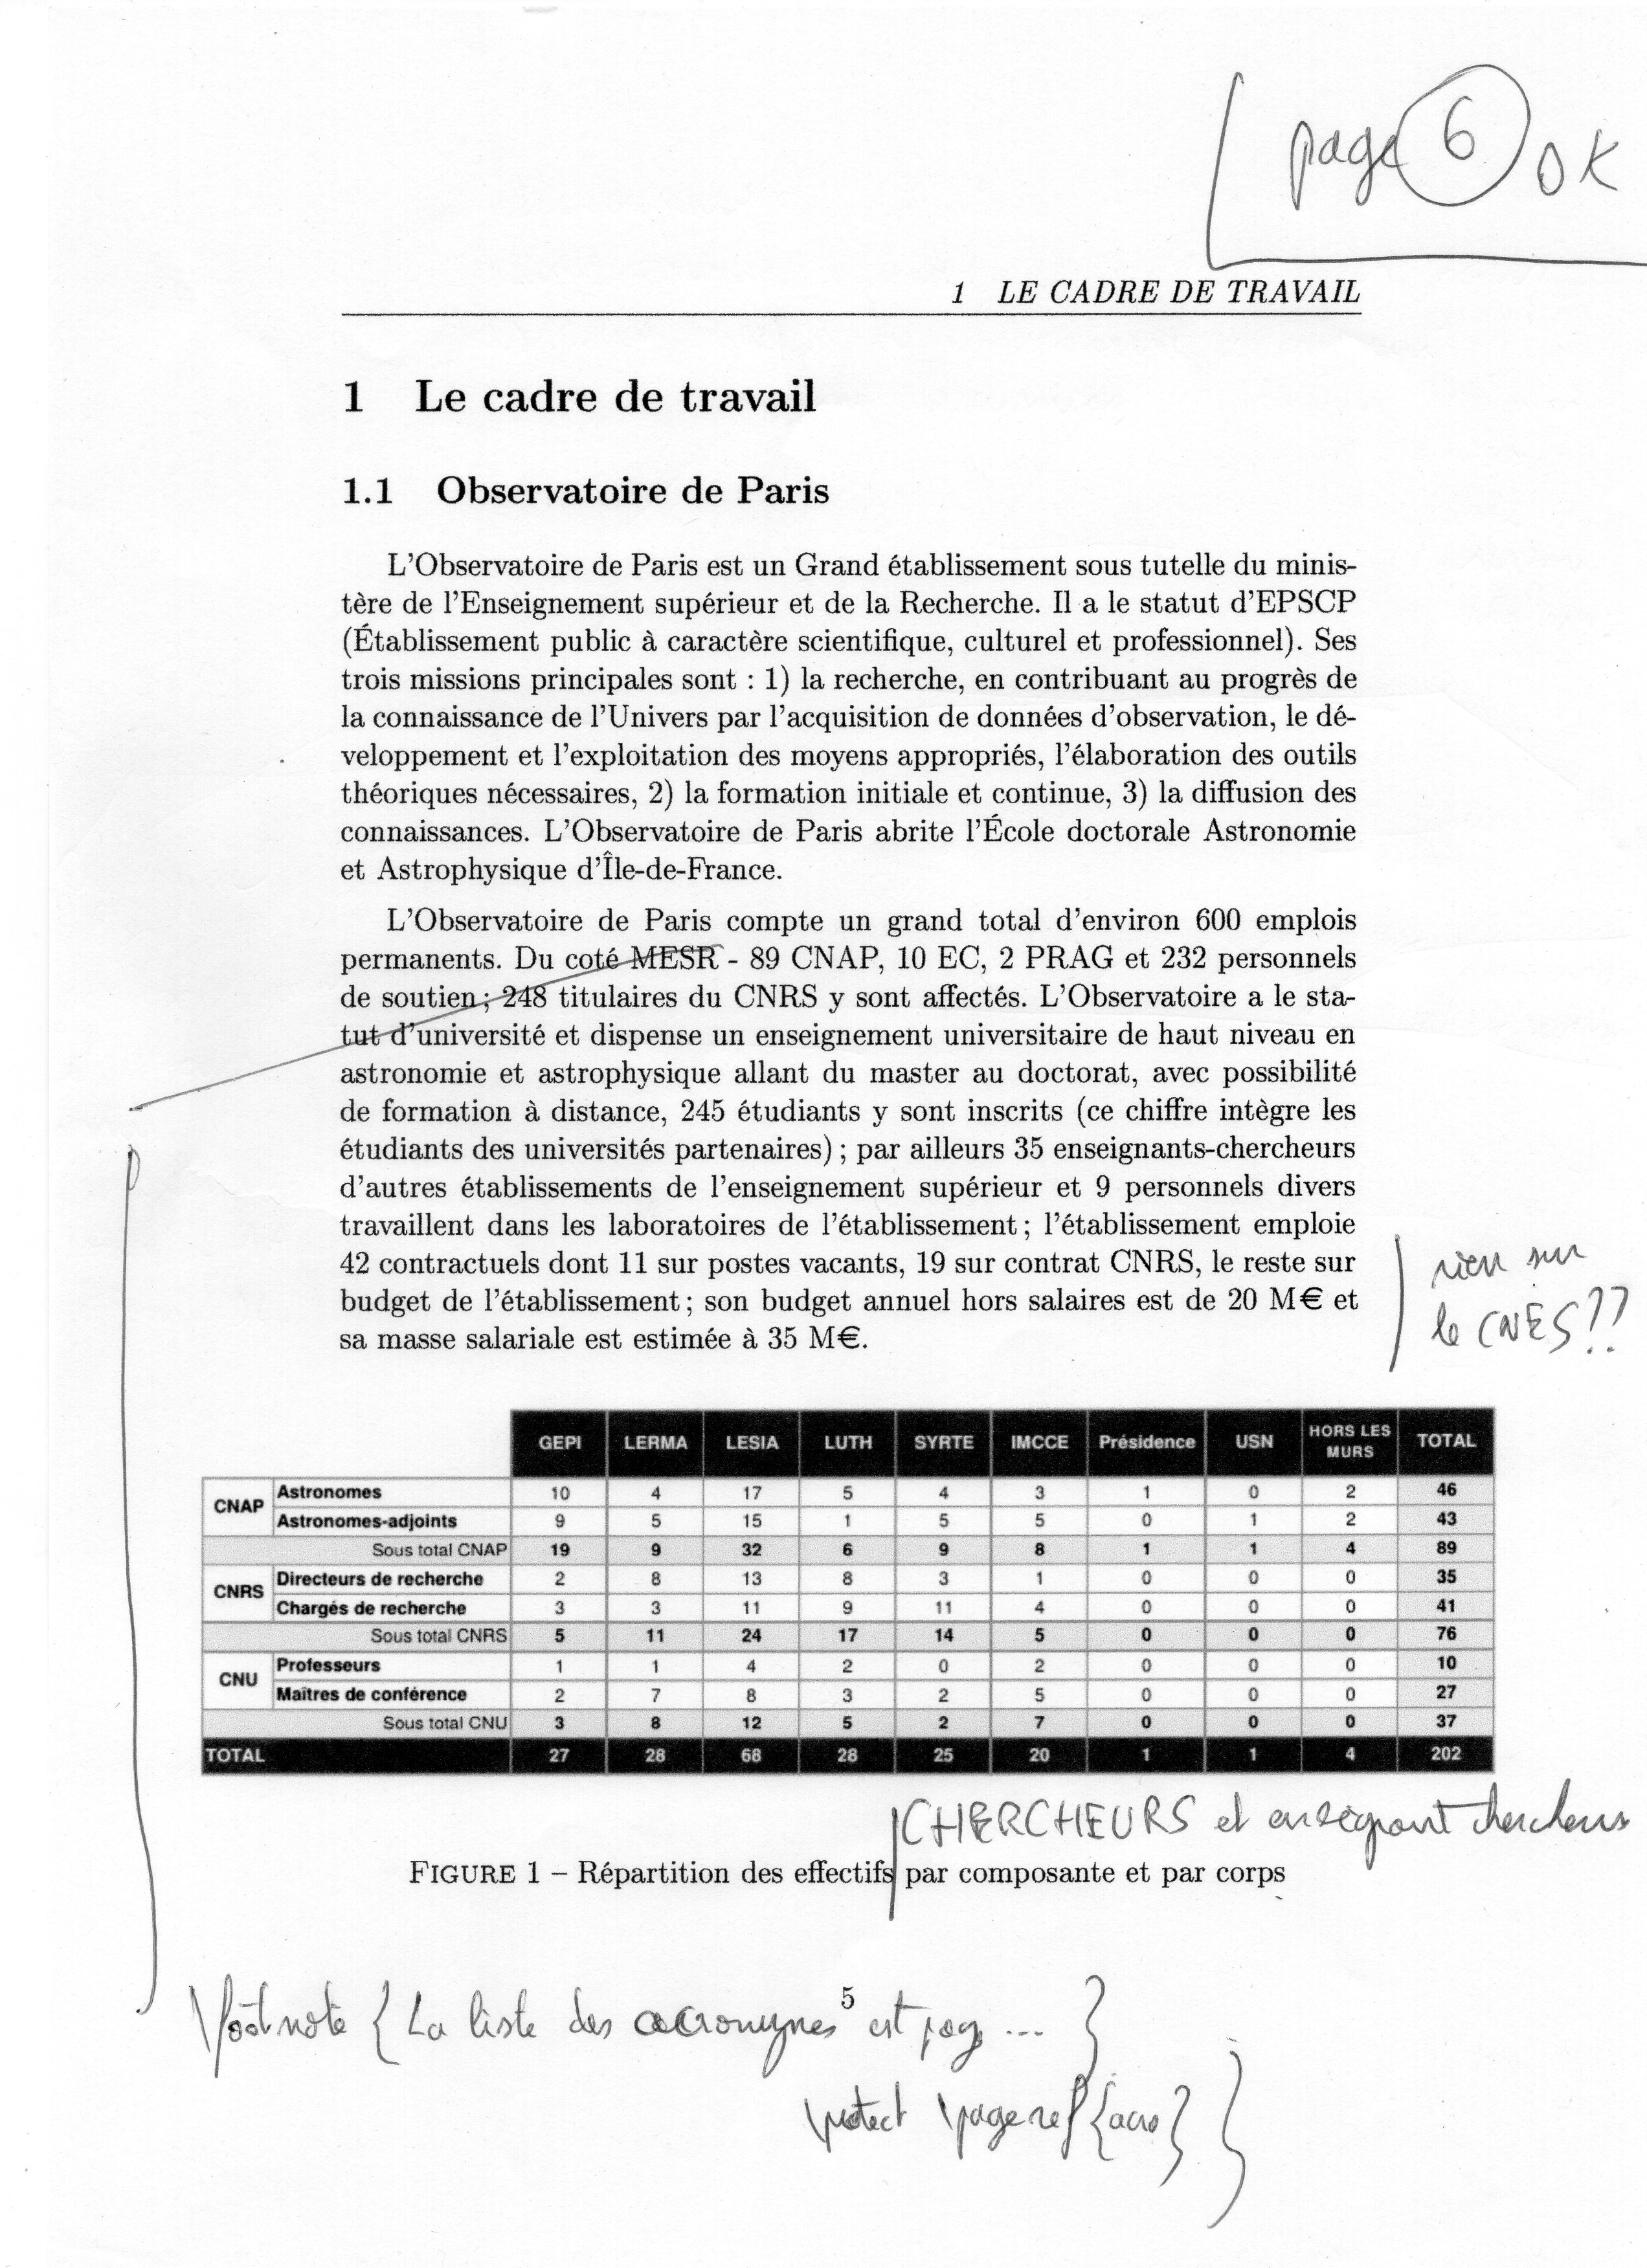 page 6 OK
1 LE CADRE DE TRAVAIL
1 Le cadre de travail
1.1 Observatoire de Paris
L'Observatoire de Paris est un Grand établissement sous tutelle du minis-
tère de l'Enseignement supérieur et de la Recherche. Il a le statut d'EPSCP
(Établissement public à caractère scientifique, culturel et professionnel). Ses
trois missions principales sont : 1) la recherche, en contribuant au progrès de
la connaissance de l'Univers par l'acquisition de données d'observation, le dé-
veloppement et l'exploitation des moyens appropriés, l'élaboration des outils
théoriques nécessaires, 2) la formation initiale et continue, 3) la diffusion des
connaissances. L'Observatoire de Paris abrite l'École doctorale Astronomie
et Astrophysique d'Île-de-France.
L'Observatoire de Paris compte un grand total d'environ 600 emplois
permanents. Du coté MESR - 89 CNAP, 10 EC, 2 PRAG et 232 personnels
de soutien ; 248 titulaires du CNRS y sont affectés. L'Observatoire a le sta-
tut d'université et dispense un enseignement universitaire de haut niveau en
astronomie et astrophysique allant du master au doctorat, avec possibilité
de formation à distance, 245 étudiants y sont inscrits (ce chiffre intègre les
étudiants des universités partenaires) ; par ailleurs 35 enseignants-chercheurs
d'autres établissements de l'enseignement supérieur et 9 personnels divers
travaillent dans les laboratoires de l'établissement ; l'établissement emploie
42 contractuels dont 11 sur postes vacants, 19 sur contrat CNRS, le reste sur
budget de l'établissement ; son budget annuel hors salaires est de 20 M€ et
sa masse salariale est estimée à 35 M€.
rien sur
le CNES??
GEPI LERMA LESIA LUTH SYRTE IMCCE Présidence USN HORS LES MURS TOTAL
CNAP Astronomes 10 4 17 5 4 3 1 0 2 46
Astronomes-adjoints 9 5 15 1 5 5 0 1 2 43
Sous total CNAP 19 9 32 6 9 8 1 1 4 89
CNRS Directeurs de recherche 2 8 13 8 3 1 0 0 0 35
Chargés de recherche 3 3 11 9 11 4 0 0 0 41
Sous total CNRS 5 11 24 17 14 5 0 0 0 76
CNU Professeurs 1 1 4 2 0 2 0 0 0 10
Maîtres de conférence 2 7 8 3 2 5 0 0 0 27
Sous total CNU 3 8 12 5 2 7 0 0 0 37
TOTAL 27 28 68 28 25 20 1 1 4 202
CHERCHEURS et enseignant chercheurs
FIGURE 1 – Répartition des effectifs par composante et par corps
5
\footnote { La liste des acronymes est pag ... }
\protect \pageref {acro} }